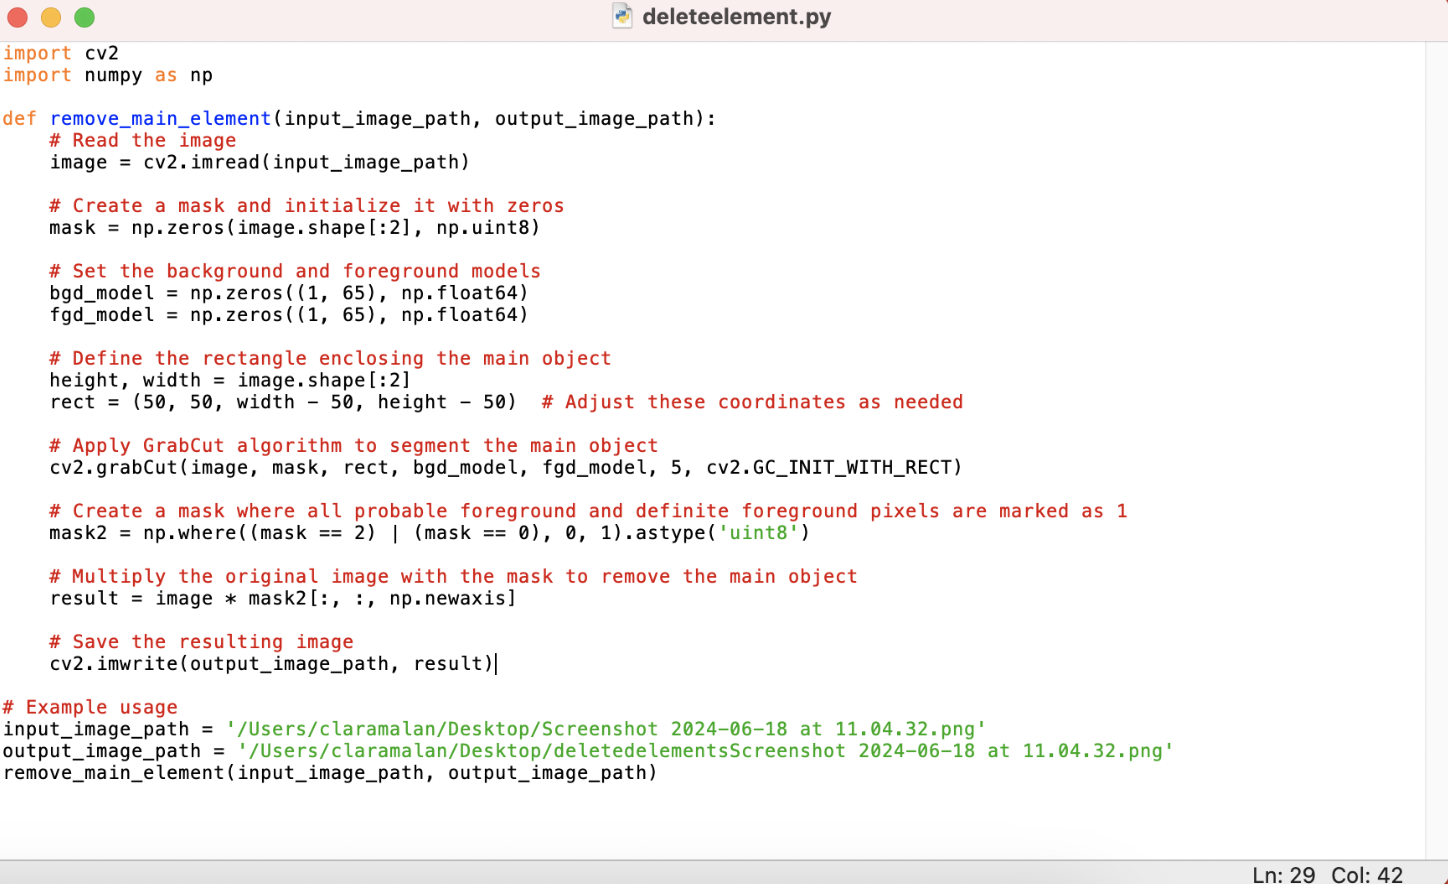 deleteelement.py
import cv2
import numpy as np
def remove_main_element(input_image_path, output_image_path):
# Read the image
image = cv2.imread(input_image_path)
# Create a mask and initialize it with zeros
mask = np.zeros(image.shape[:2], np.uint8)
# Set the background and foreground models
bgd_model = np.zeros((1, 65), np.float64)
fgd_model = np.zeros((1, 65), np.float64)
# Define the rectangle enclosing the main object
height, width = image.shape[:2]
rect = (50, 50, width - 50, height - 50)  # Adjust these coordinates as needed
# Apply GrabCut algorithm to segment the main object
cv2.grabCut(image, mask, rect, bgd_model, fgd_model, 5, cv2.GC_INIT_WITH_RECT)
# Create a mask where all probable foreground and definite foreground pixels are marked as 1
mask2 = np.where((mask == 2) | (mask == 0), 0, 1).astype('uint8')
# Multiply the original image with the mask to remove the main object
result = image * mask2[:, :, np.newaxis]
# Save the resulting image
cv2.imwrite(output_image_path, result)
# Example usage
input_image_path = '/Users/claramalan/Desktop/Screenshot 2024-06-18 at 11.04.32.png'
output_image_path = '/Users/claramalan/Desktop/deletedelementsScreenshot 2024-06-18 at 11.04.32.png'
remove_main_element(input_image_path, output_image_path)
Ln: 29 Col: 42